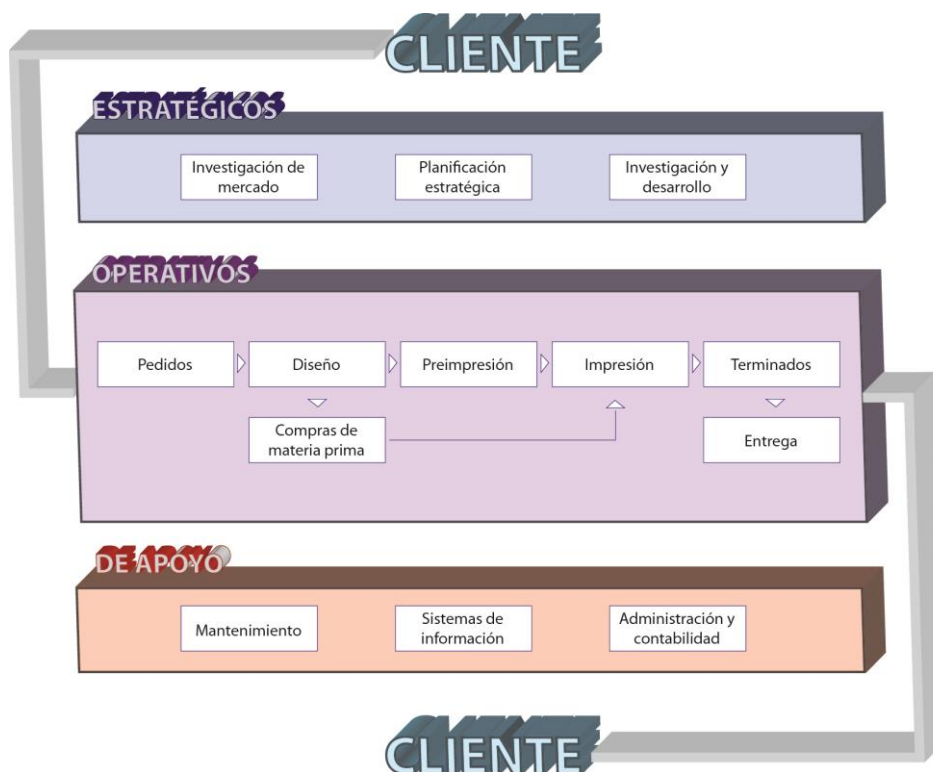 CLIENTE
ESTRATÉGICOS
Investigación de
mercado
Planificación
estratégica
Investigación y
desarrollo
OPERATIVOS
Pedidos
Diseño
Preimpresión
Impresión
Terminados
Compras de
materia prima
Entrega
DE APOYO
Mantenimiento
Sistemas de
información
Administración y
contabilidad
CLIENTE